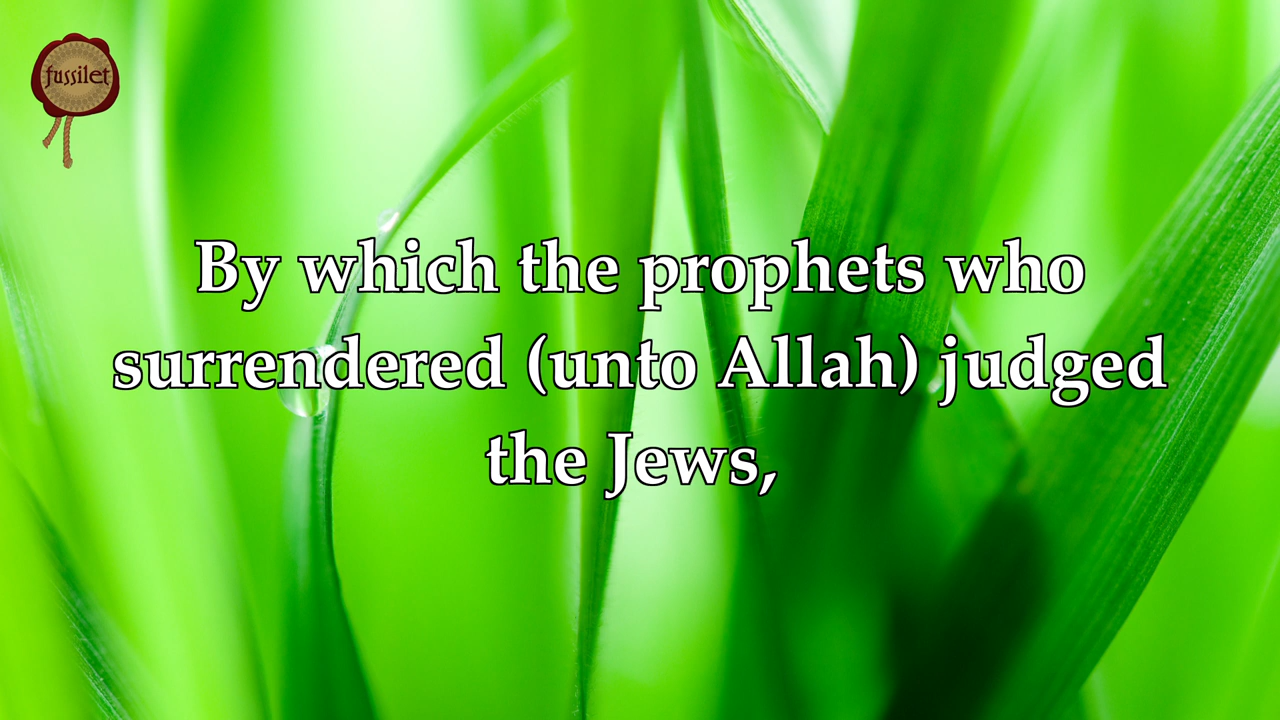 fussilet
By which the prophets who
surrendered (unto Allah) judged
the Jews,